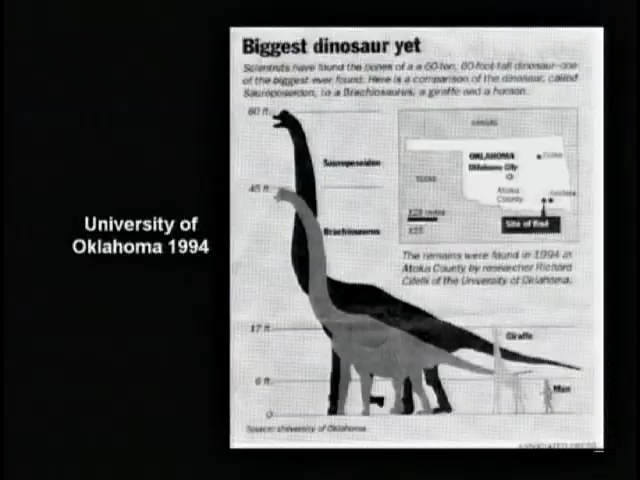 Biggest dinosaur yet
Scientists have found the bones of a a 60-ton, 60-foot-tall dinosaur-one
of the biggest ever found. Here is a comparison of the dinosaur, called
Sauroposeidon, to a Brachiosaurus, a giraffe and a human.
60 ft.
KANSAS
OKLAHOMA
Oklahoma City
Tulsa
Sauroposeidon
TEXAS
45 ft.
Atoka
County
Site of find
University of
Oklahoma 1994
Brachiosaurus
The remains were found in 1994 in
Atoka County by researcher Richard
Cifelli of the University of Oklahoma.
17 ft.
Giraffe
6 ft.
Man
0
Source: University of Oklahoma
ASSOCIATED PRESS